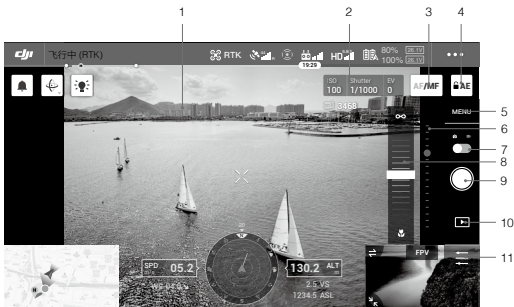 1 2 3 4
dji 飞行中 (RTK) RTK HD 80% 26.1V
100% 26.1V
19:29
ISO Shutter EV
100 1/1000 0
AF/MF AE
3468
MENU 5
6
7
8
9
10
FPV
11
SPD 05.2 130.2 ALT
2.5 VS
1234.5 ASL
N